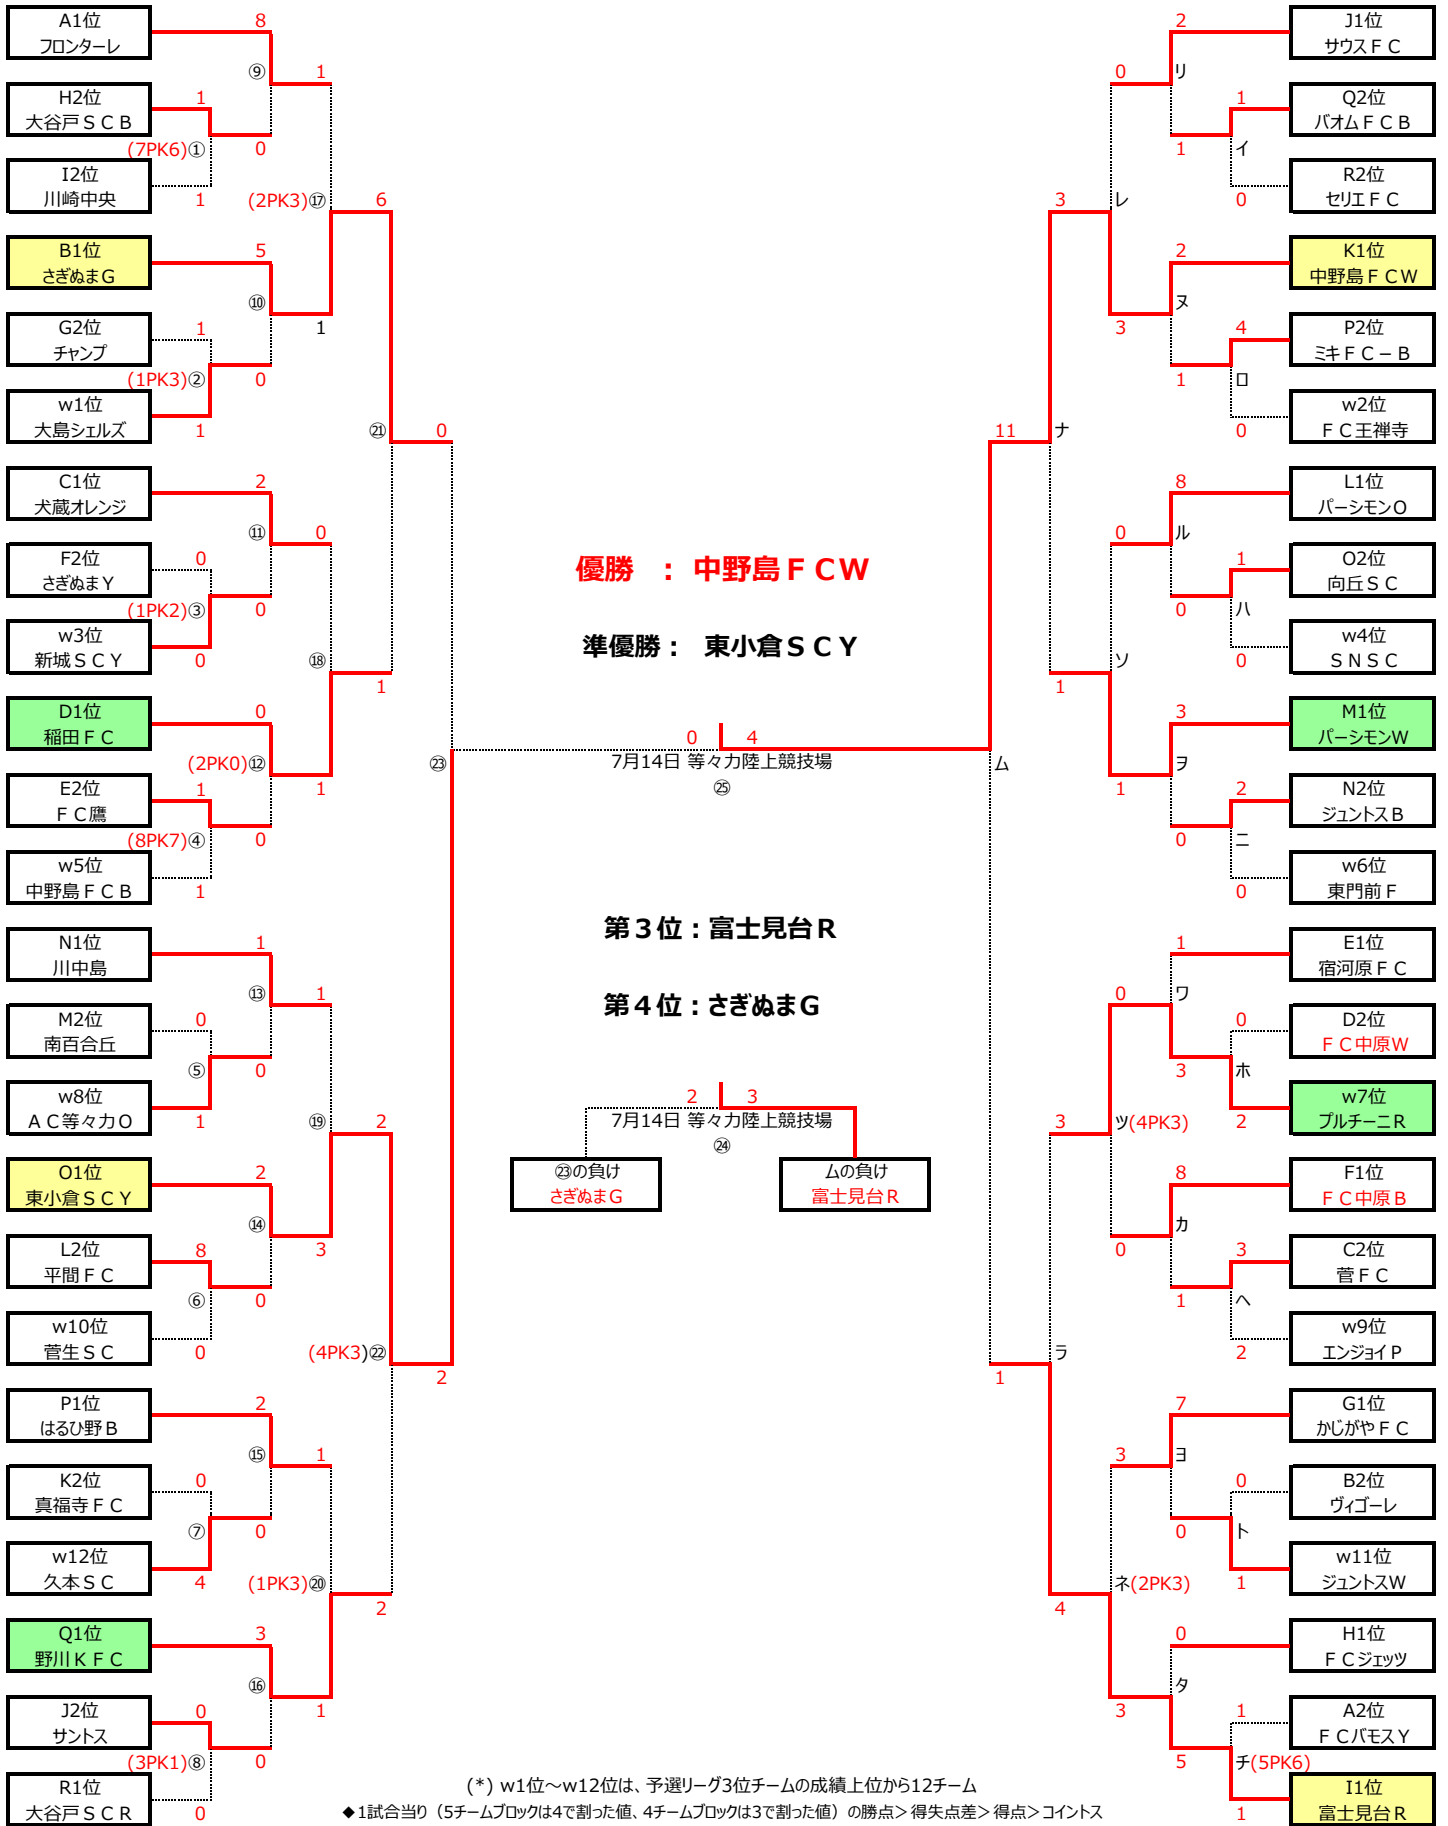 A1位
フロンターレ
8
⑨
1
H2位
大谷戸ＳＣＢ
1
(7PK6)①
0
I2位
川崎中央
1
(2PK3)⑰
6
B1位
さぎぬまＧ
5
⑩
1
G2位
チャンプ
1
(1PK3)②
0
w1位
大島シェルズ
1
㉑
0
C1位
犬蔵オレンジ
2
⑪
0
F2位
さぎぬまＹ
0
(1PK2)③
0
w3位
新城ＳＣＹ
0
⑱
1
D1位
稲田ＦＣ
0
(2PK0)⑫
1
E2位
ＦＣ鷹
1
(8PK7)④
0
w5位
中野島ＦＣＢ
1
㉓
N1位
川中島
1
⑬
1
M2位
南百合丘
0
⑤
0
w8位
ＡＣ等々力Ｏ
1
⑲
2
O1位
東小倉ＳＣＹ
2
⑭
3
L2位
平間ＦＣ
8
⑥
0
w10位
菅生ＳＣ
0
(4PK3)㉒
2
P1位
はるひ野Ｂ
2
⑮
1
K2位
真福寺ＦＣ
0
⑦
0
w12位
久本ＳＣ
4
(1PK3)⑳
2
Q1位
野川ＫＦＣ
3
⑯
1
J2位
サントス
0
(3PK1)⑧
0
R1位
大谷戸ＳＣＲ
0
優勝　：　中野島ＦＣＷ
準優勝：　東小倉ＳＣＹ
0 4
7月14日 等々力陸上競技場
㉕
第３位：富士見台Ｒ
第４位：さぎぬまＧ
2 3
7月14日 等々力陸上競技場
㉔
㉓の負け
さぎぬまＧ
ムの負け
富士見台Ｒ
J1位
サウスＦＣ
2
リ
0
Q2位
バオムＦＣＢ
1
イ
1
R2位
セリエＦＣ
0
レ
3
K1位
中野島ＦＣＷ
2
ヌ
3
P2位
ミキＦＣ－Ｂ
4
ロ
1
w2位
ＦＣ王禅寺
0
ナ
11
L1位
パーシモンＯ
8
ル
0
O2位
向丘ＳＣ
1
ハ
0
w4位
ＳＮＳＣ
0
ソ
1
M1位
パーシモンＷ
3
ヲ
1
N2位
ジュントスＢ
2
ニ
0
w6位
東門前Ｆ
0
ム
E1位
宿河原ＦＣ
1
ワ
0
D2位
ＦＣ中原Ｗ
0
ホ
3
w7位
プルチーニＲ
2
ツ(4PK3)
3
F1位
ＦＣ中原Ｂ
8
カ
0
C2位
菅ＦＣ
3
ヘ
1
w9位
エンジョイＰ
2
ラ
1
G1位
かじがやＦＣ
7
ヨ
3
B2位
ヴィゴーレ
0
ト
0
w11位
ジュントスＷ
1
ネ(2PK3)
4
H1位
ＦＣジェッツ
0
タ
3
A2位
ＦＣバモスＹ
1
チ(5PK6)
5
I1位
富士見台Ｒ
1
(*) w1位～w12位は、予選リーグ3位チームの成績上位から12チーム
◆1試合当り（5チームブロックは4で割った値、4チームブロックは3で割った値）の勝点＞得失点差＞得点＞コイントス